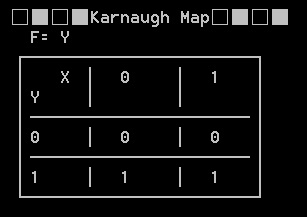 Karnaugh Map
F= Y
X 0 1
Y
0 0 0
1 1 1